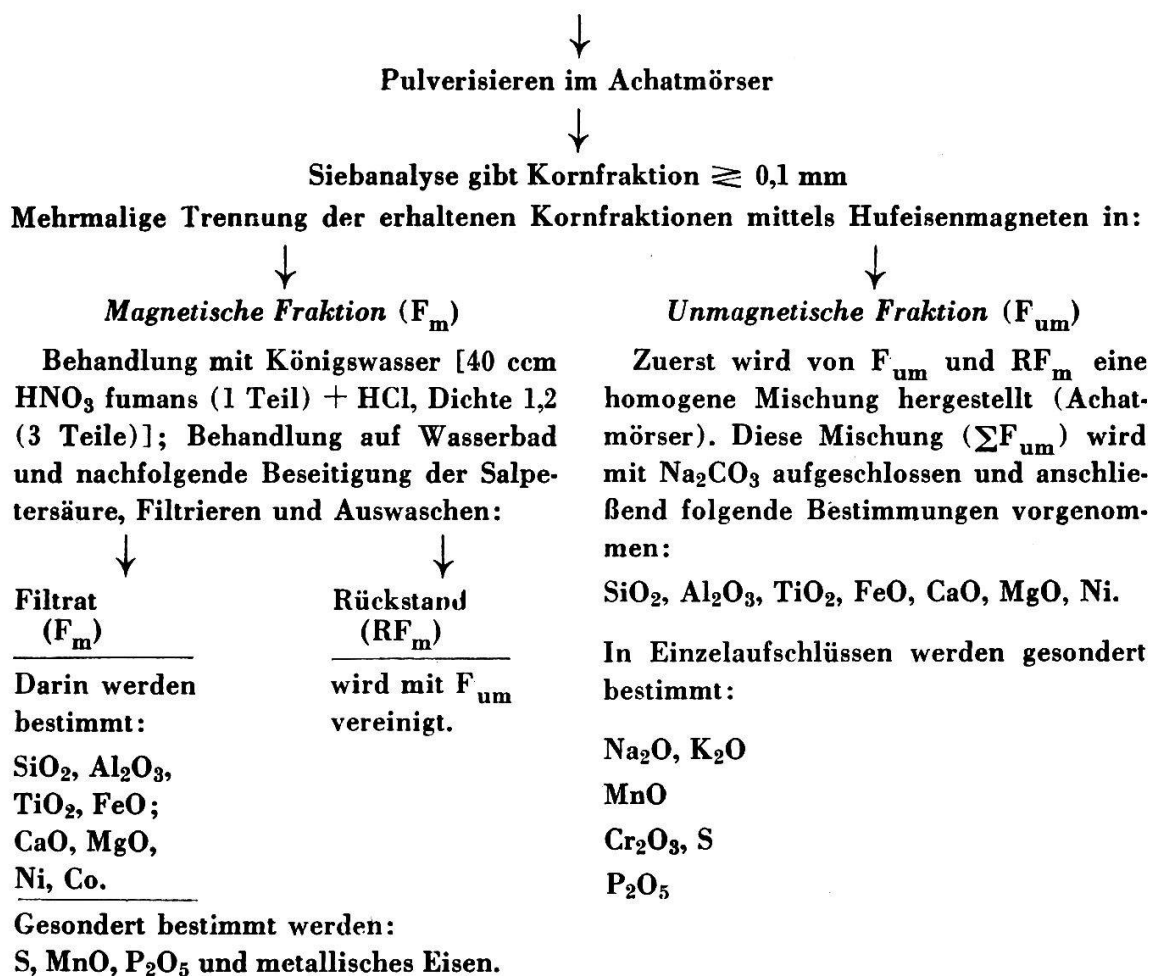 Pulverisieren im Achatmörser
Siebanalyse gibt Kornfraktion ≷ 0,1 mm
Mehrmalige Trennung der erhaltenen Kornfraktionen mittels Hufeisenmagneten in:
Magnetische Fraktion (Fm)
Behandlung mit Königswasser [40 ccm
HNO3 fumans (1 Teil) + HCl, Dichte 1,2
(3 Teile)]; Behandlung auf Wasserbad
und nachfolgende Beseitigung der Salpe-
tersäure, Filtrieren und Auswaschen:
Filtrat
(Fm)
Darin werden
bestimmt:
SiO2, Al2O3,
TiO2, FeO;
CaO, MgO,
Ni, Co.
Rückstand
(RFm)
wird mit Fum
vereinigt.
Gesondert bestimmt werden:
S, MnO, P2O5 und metallisches Eisen.
Unmagnetische Fraktion (Fum)
Zuerst wird von Fum und RFm eine
homogene Mischung hergestellt (Achat-
mörser). Diese Mischung (∑Fum) wird
mit Na2CO3 aufgeschlossen und anschlie-
ßend folgende Bestimmungen vorgenom-
men:
SiO2, Al2O3, TiO2, FeO, CaO, MgO, Ni.
In Einzelaufschlüssen werden gesondert
bestimmt:
Na2O, K2O
MnO
Cr2O3, S
P2O5